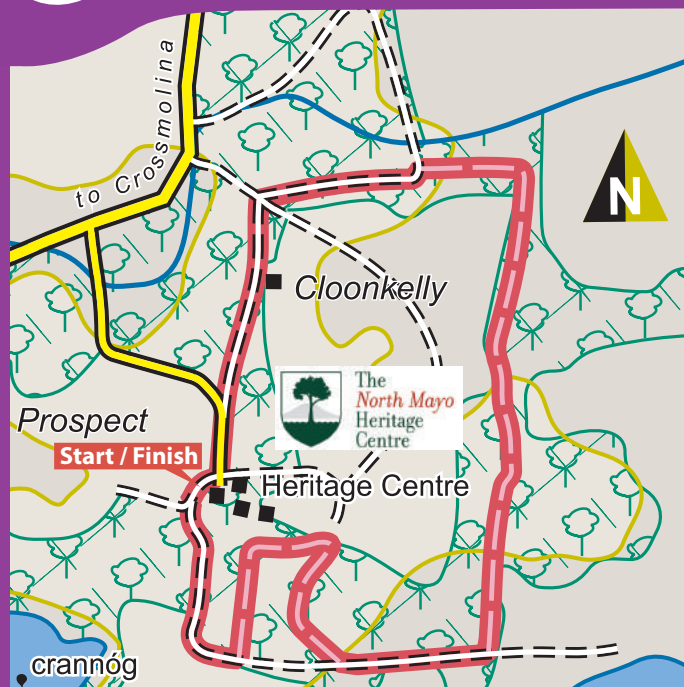 to Crossmolina
N
Cloonkelly
The
North Mayo
Heritage
Centre
Prospect
Start / Finish
Heritage Centre
crannóg